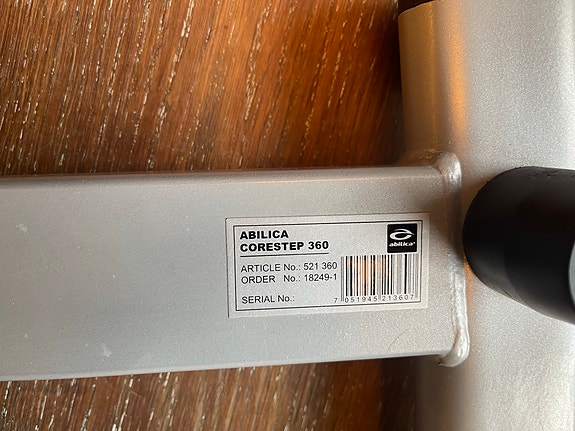 ABILICA
CORESTEP 360
abilica®
ARTICLE No.: 521 360
ORDER No.: 18249-1
SERIAL No.:
7 051945 213607